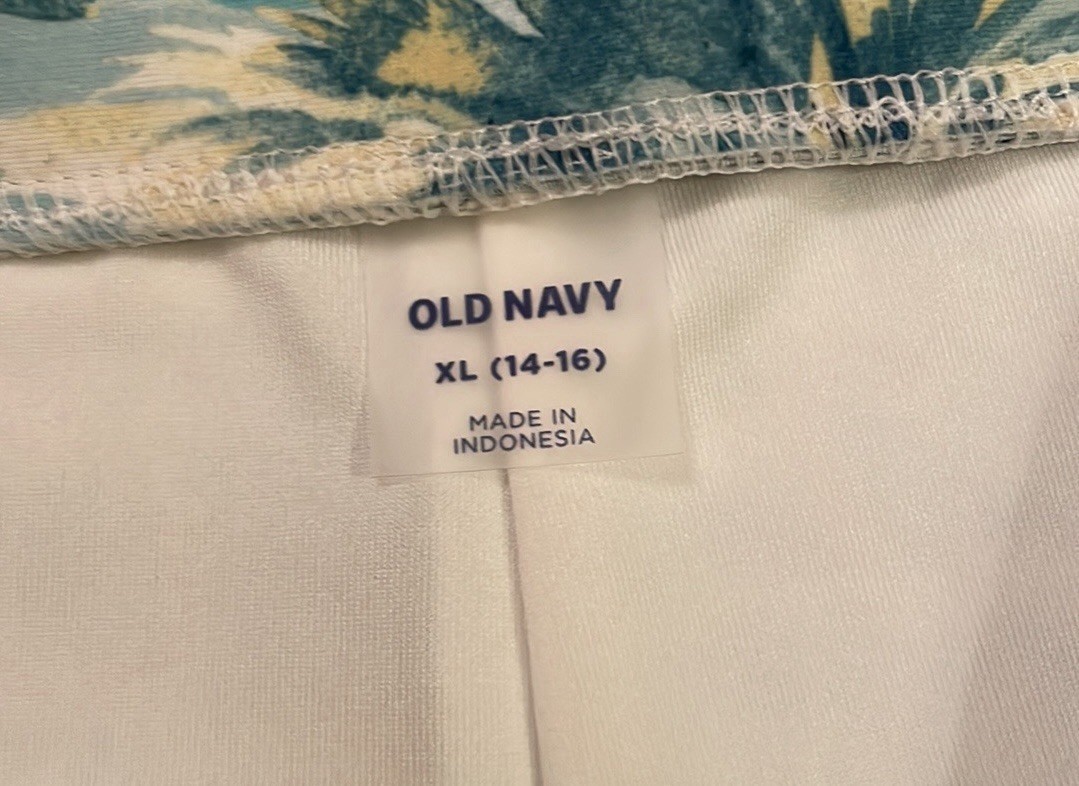 OLD NAVY
XL (14-16)
MADE IN
INDONESIA